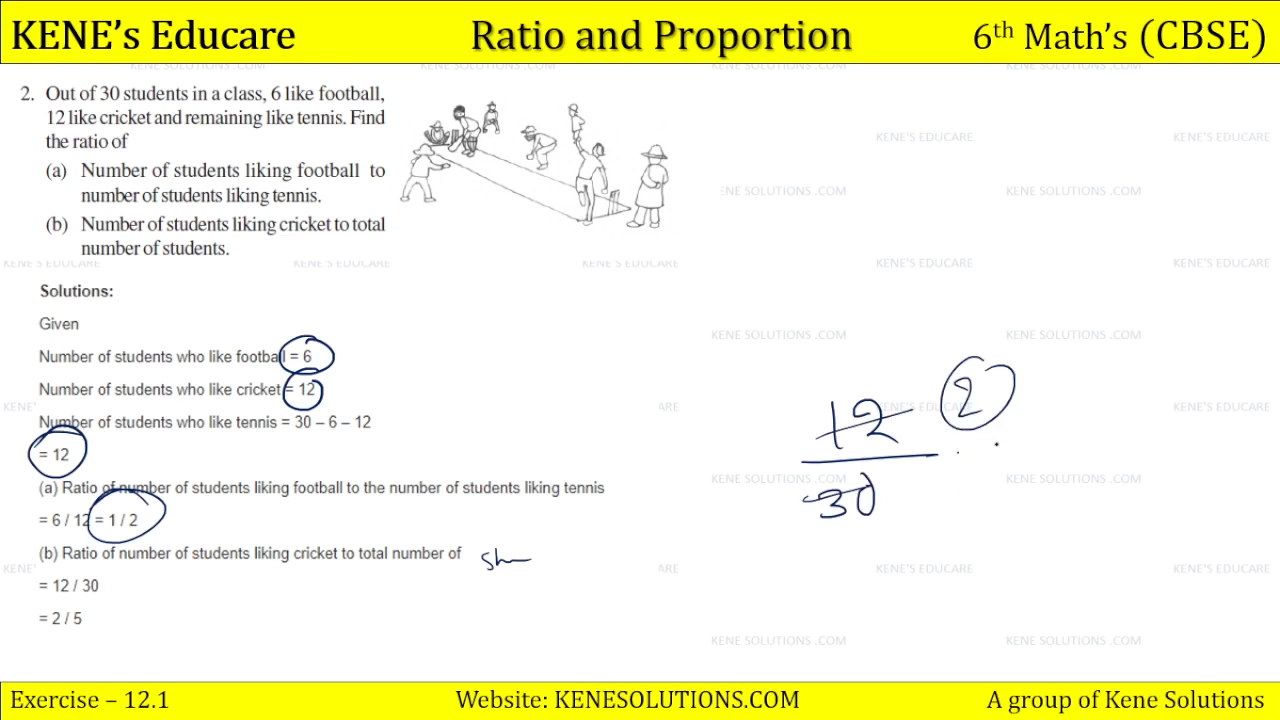 KENE's Educare
Ratio and Proportion
6th Math's (CBSE)
2. Out of 30 students in a class, 6 like football,
12 like cricket and remaining like tennis. Find
the ratio of
(a) Number of students liking football to
number of students liking tennis.
(b) Number of students liking cricket to total
number of students.
Solutions:
Given
Number of students who like football = 6
Number of students who like cricket = 12
Number of students who like tennis = 30 – 6 – 12
= 12
(a) Ratio of number of students liking football to the number of students liking tennis
= 6 / 12 = 1 / 2
(b) Ratio of number of students liking cricket to total number of
= 12 / 30
= 2 / 5
12
2
30
KENE SOLUTIONS .COM
KENE'S EDUCARE
Exercise – 12.1
Website: KENESOLUTIONS.COM
A group of Kene Solutions